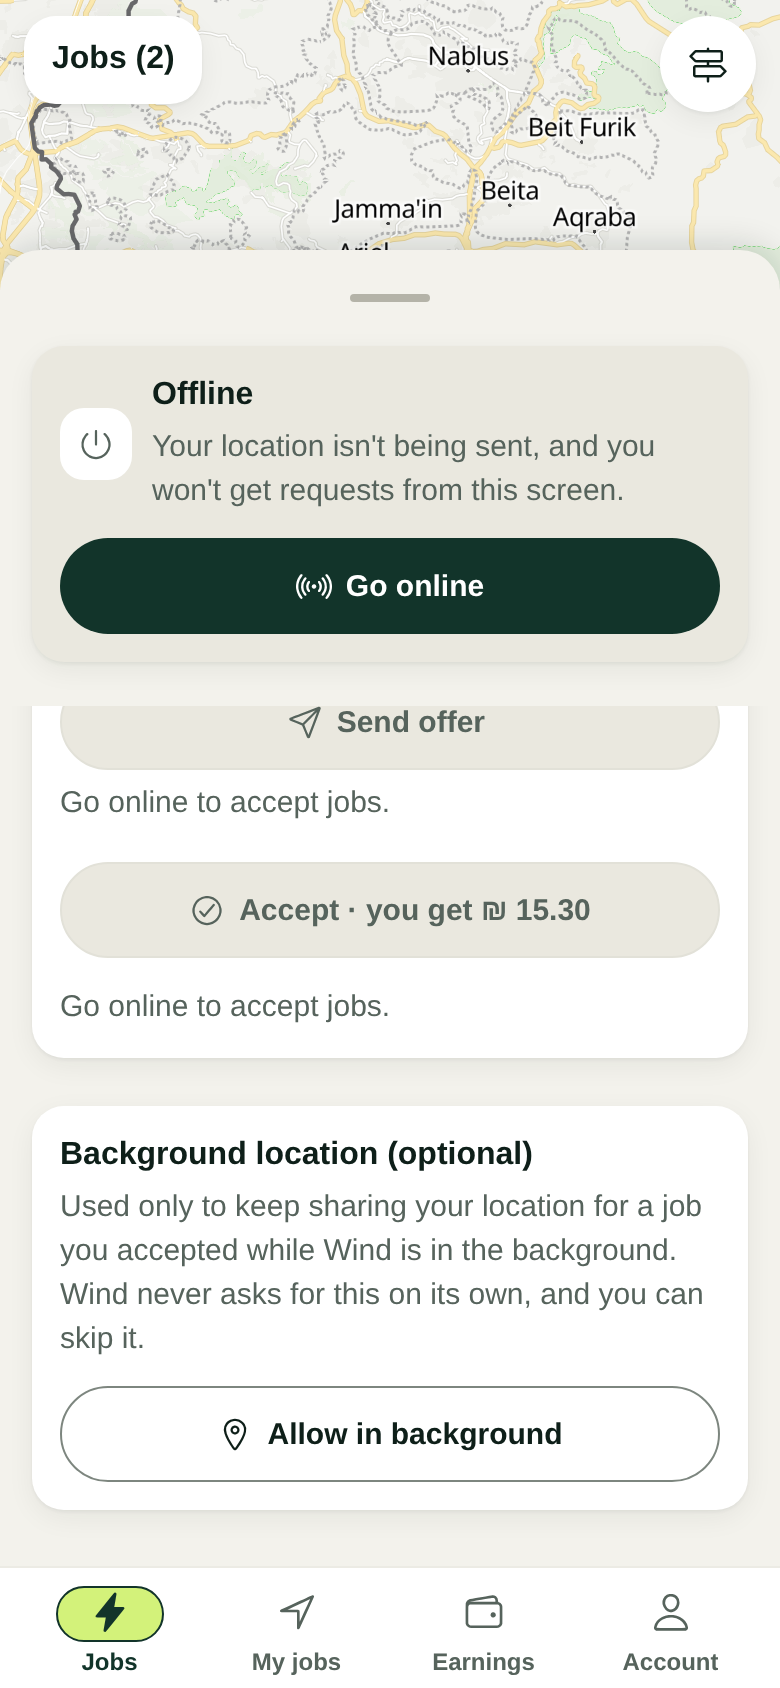 Jobs (2)
Nablus
Beit Furik
Beita
Jamma'in
Aqraba
Ariel
Offline
Your location isn't being sent, and you
won't get requests from this screen.
Go online
Send offer
Go online to accept jobs.
Accept · you get ₪ 15.30
Go online to accept jobs.
Background location (optional)
Used only to keep sharing your location for a job
you accepted while Wind is in the background.
Wind never asks for this on its own, and you can
skip it.
Allow in background
Jobs
My jobs
Earnings
Account